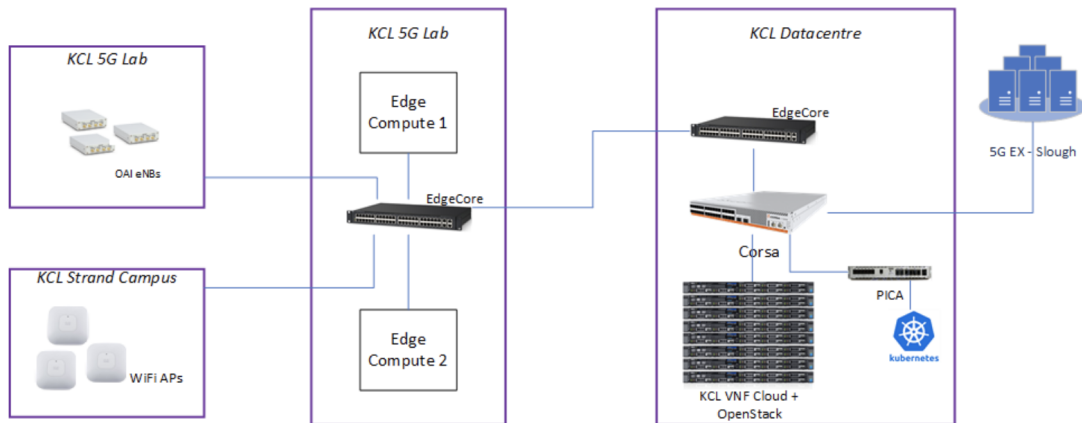 KCL 5G Lab
OAI eNBs
KCL Strand Campus
WiFi APs
KCL 5G Lab
Edge
Compute 1
EdgeCore
Edge
Compute 2
KCL Datacentre
EdgeCore
Corsa
PICA
kubernetes
KCL VNF Cloud +
OpenStack
5G EX - Slough